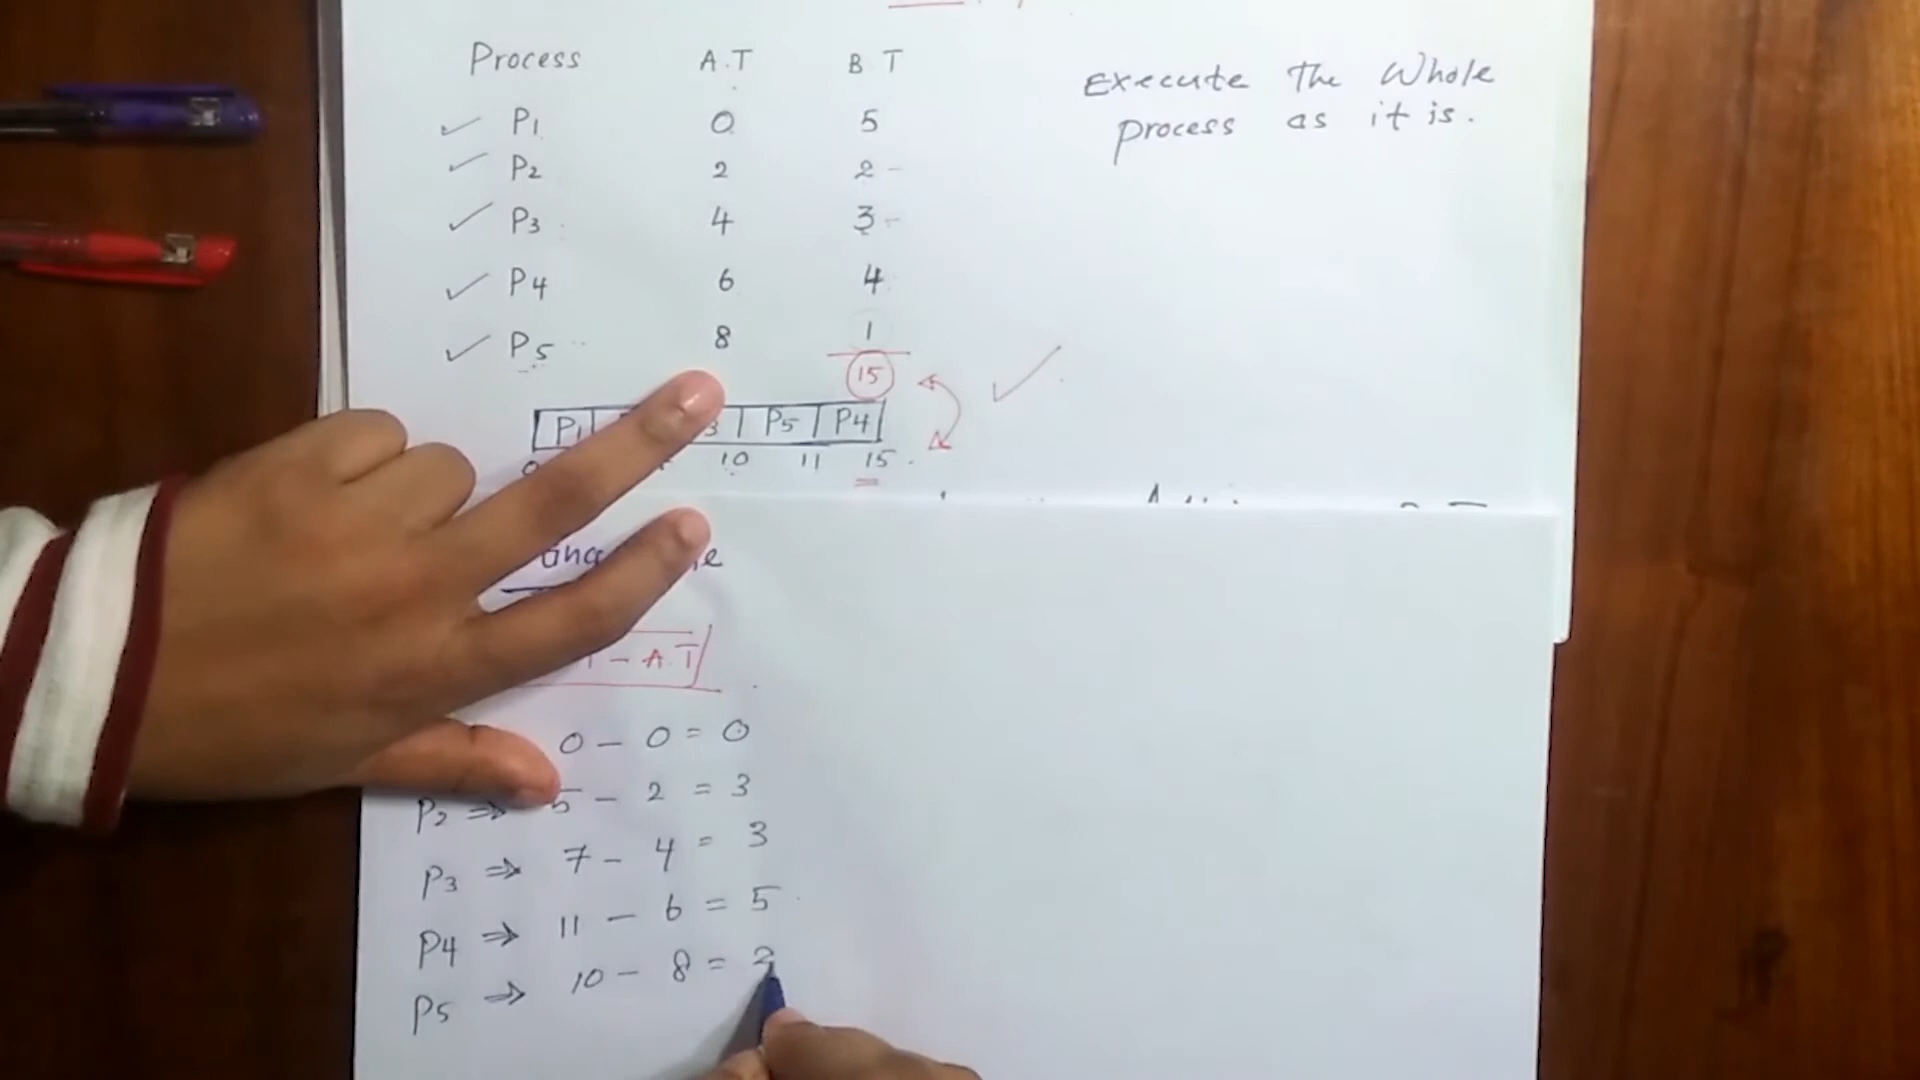 Process A.T B T
Execute The Whole
process as it is.
P1 0 5
P2 2 2
P3 4 3
P4 6 4
P5 8 1
15
P1 3 P5 P4
10 11 15
- A.T
0 - 0 = 0
P2 ⇒ 5 - 2 = 3
P3 ⇒ 7 - 4 = 3
P4 ⇒ 11 - 6 = 5
P5 ⇒ 10 - 8 = 2